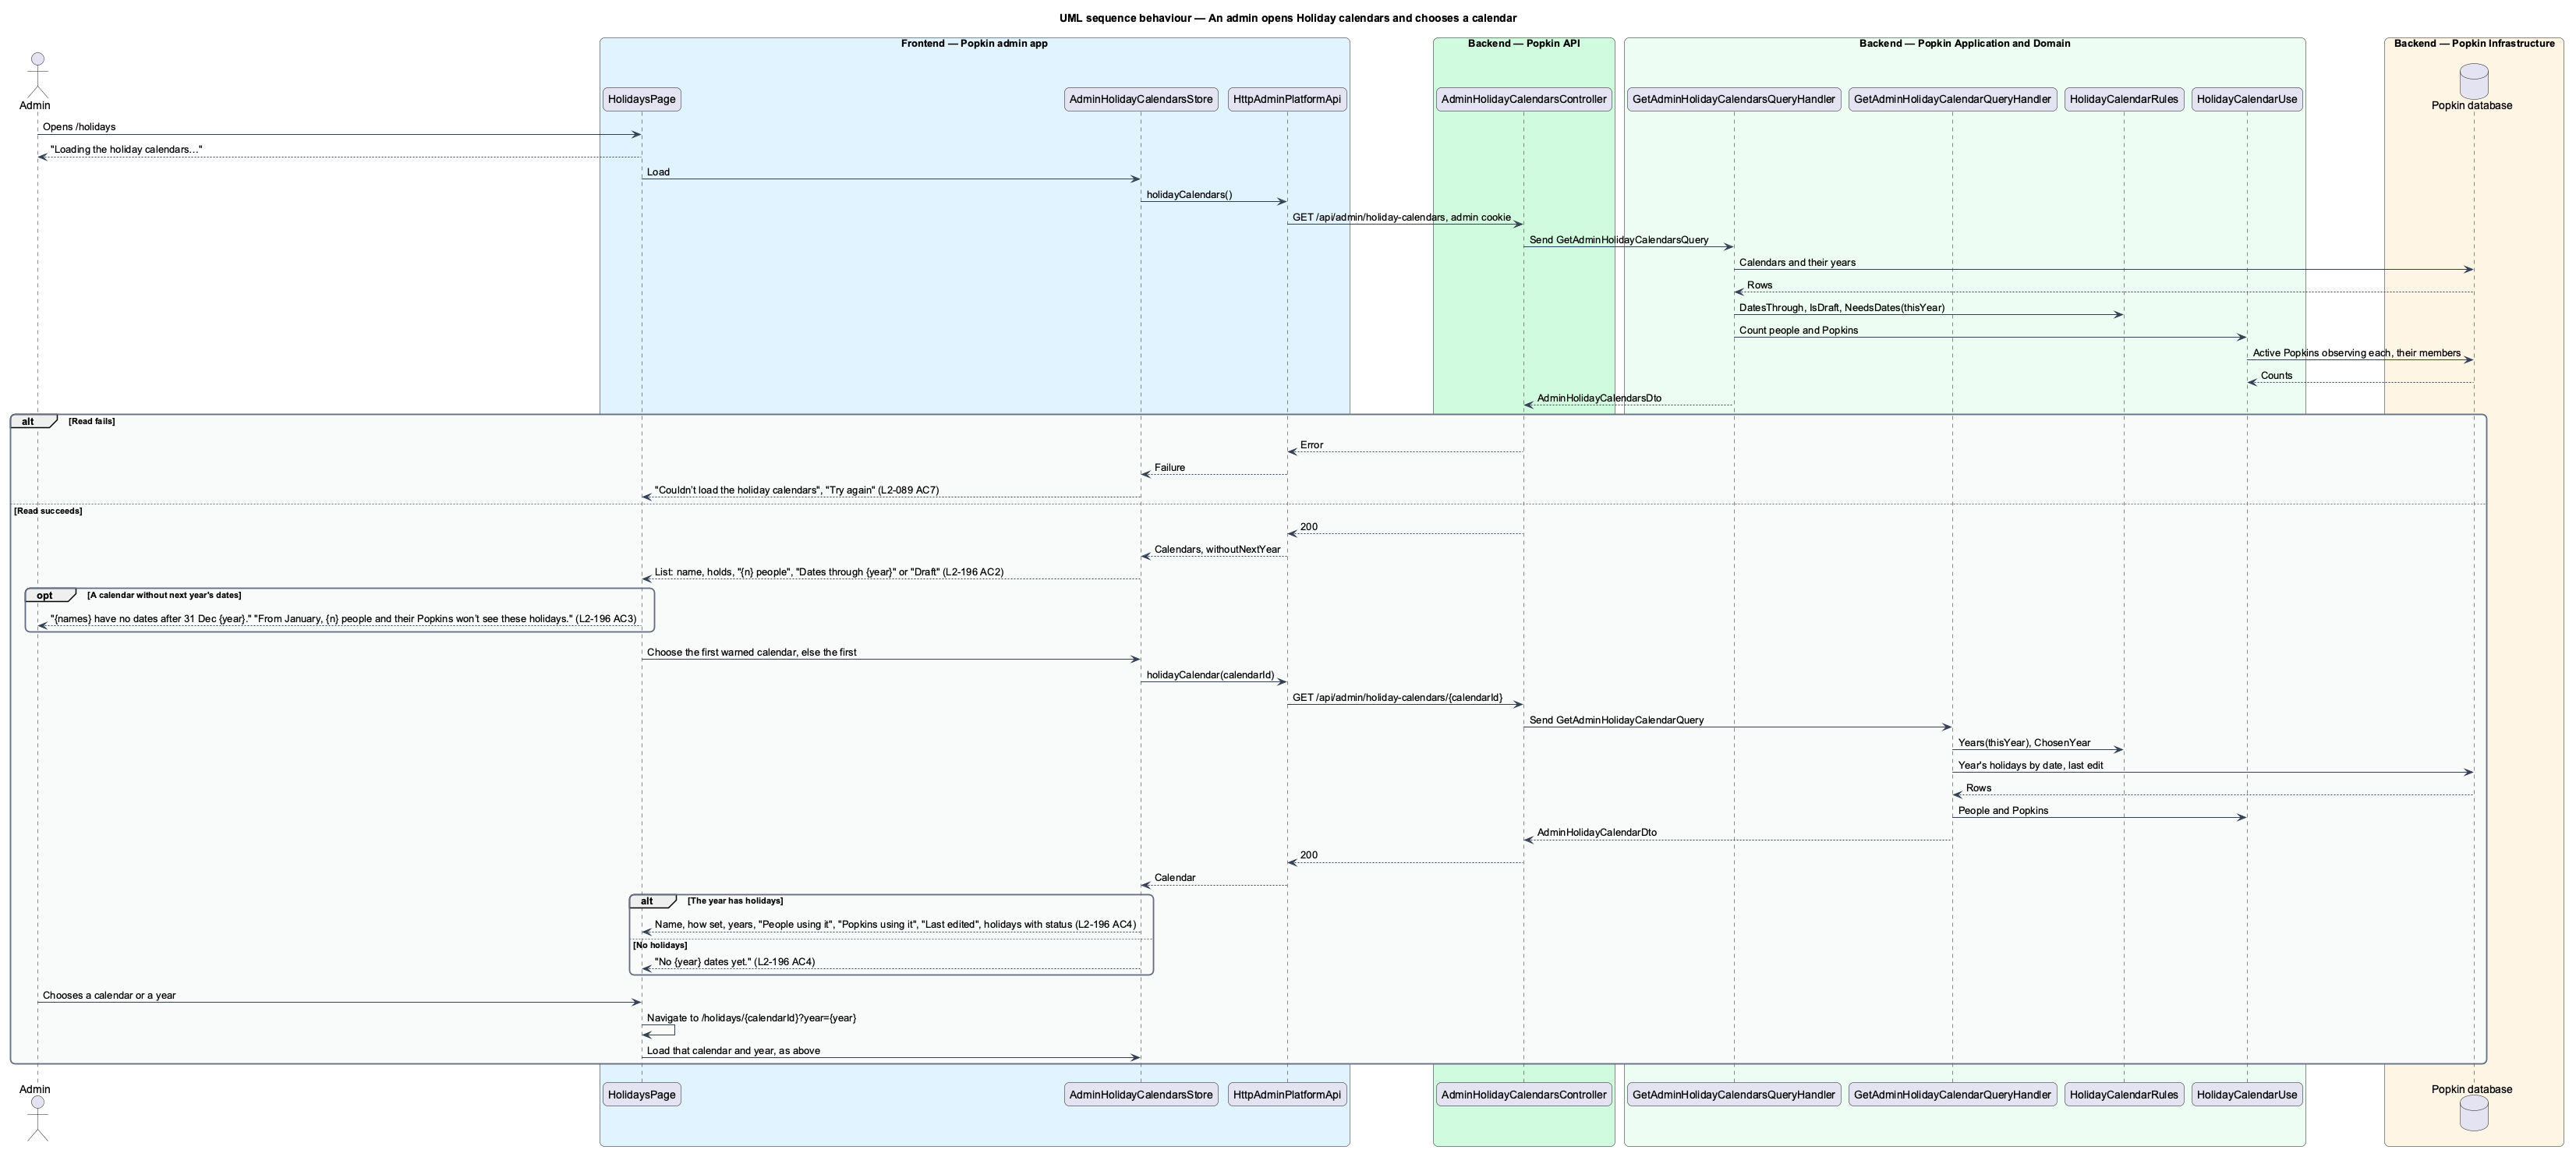 UML sequence behaviour — An admin opens Holiday calendars and chooses a calendar
Frontend — Popkin admin app
Backend — Popkin API
Backend — Popkin Application and Domain
Backend — Popkin Infrastructure
Admin
HolidaysPage
AdminHolidayCalendarsStore
HttpAdminPlatformApi
AdminHolidayCalendarsController
GetAdminHolidayCalendarsQueryHandler
GetAdminHolidayCalendarQueryHandler
HolidayCalendarRules
HolidayCalendarUse
Popkin database
Opens /holidays
"Loading the holiday calendars…"
Load
holidayCalendars()
GET /api/admin/holiday-calendars, admin cookie
Send GetAdminHolidayCalendarsQuery
Calendars and their years
Rows
DatesThrough, IsDraft, NeedsDates(thisYear)
Count people and Popkins
Active Popkins observing each, their members
Counts
AdminHolidayCalendarsDto
alt
[Read fails]
Error
Failure
"Couldn't load the holiday calendars", "Try again" (L2-089 AC7)
[Read succeeds]
200
Calendars, withoutNextYear
List: name, holds, "{n} people", "Dates through {year}" or "Draft" (L2-196 AC2)
opt
[A calendar without next year's dates]
"{names} have no dates after 31 Dec {year}." "From January, {n} people and their Popkins won't see these holidays." (L2-196 AC3)
Choose the first warned calendar, else the first
holidayCalendar(calendarId)
GET /api/admin/holiday-calendars/{calendarId}
Send GetAdminHolidayCalendarQuery
Years(thisYear), ChosenYear
Year's holidays by date, last edit
Rows
People and Popkins
AdminHolidayCalendarDto
200
Calendar
alt
[The year has holidays]
Name, how set, years, "People using it", "Popkins using it", "Last edited", holidays with status (L2-196 AC4)
[No holidays]
"No {year} dates yet." (L2-196 AC4)
Chooses a calendar or a year
Navigate to /holidays/{calendarId}?year={year}
Load that calendar and year, as above
Admin
HolidaysPage
AdminHolidayCalendarsStore
HttpAdminPlatformApi
AdminHolidayCalendarsController
GetAdminHolidayCalendarsQueryHandler
GetAdminHolidayCalendarQueryHandler
HolidayCalendarRules
HolidayCalendarUse
Popkin database